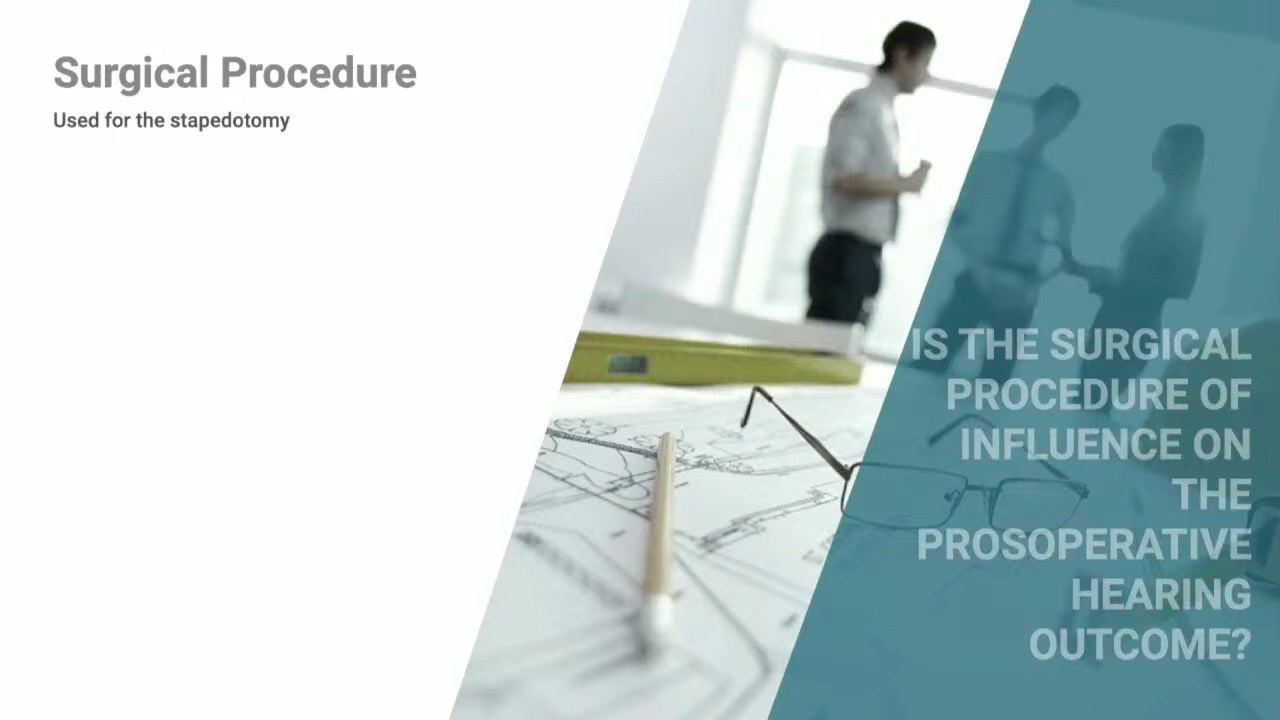 Surgical Procedure
Used for the stapedotomy
IS THE SURGICAL
PROCEDURE OF
INFLUENCE ON
THE
PROSOPERATIVE
HEARING
OUTCOME?